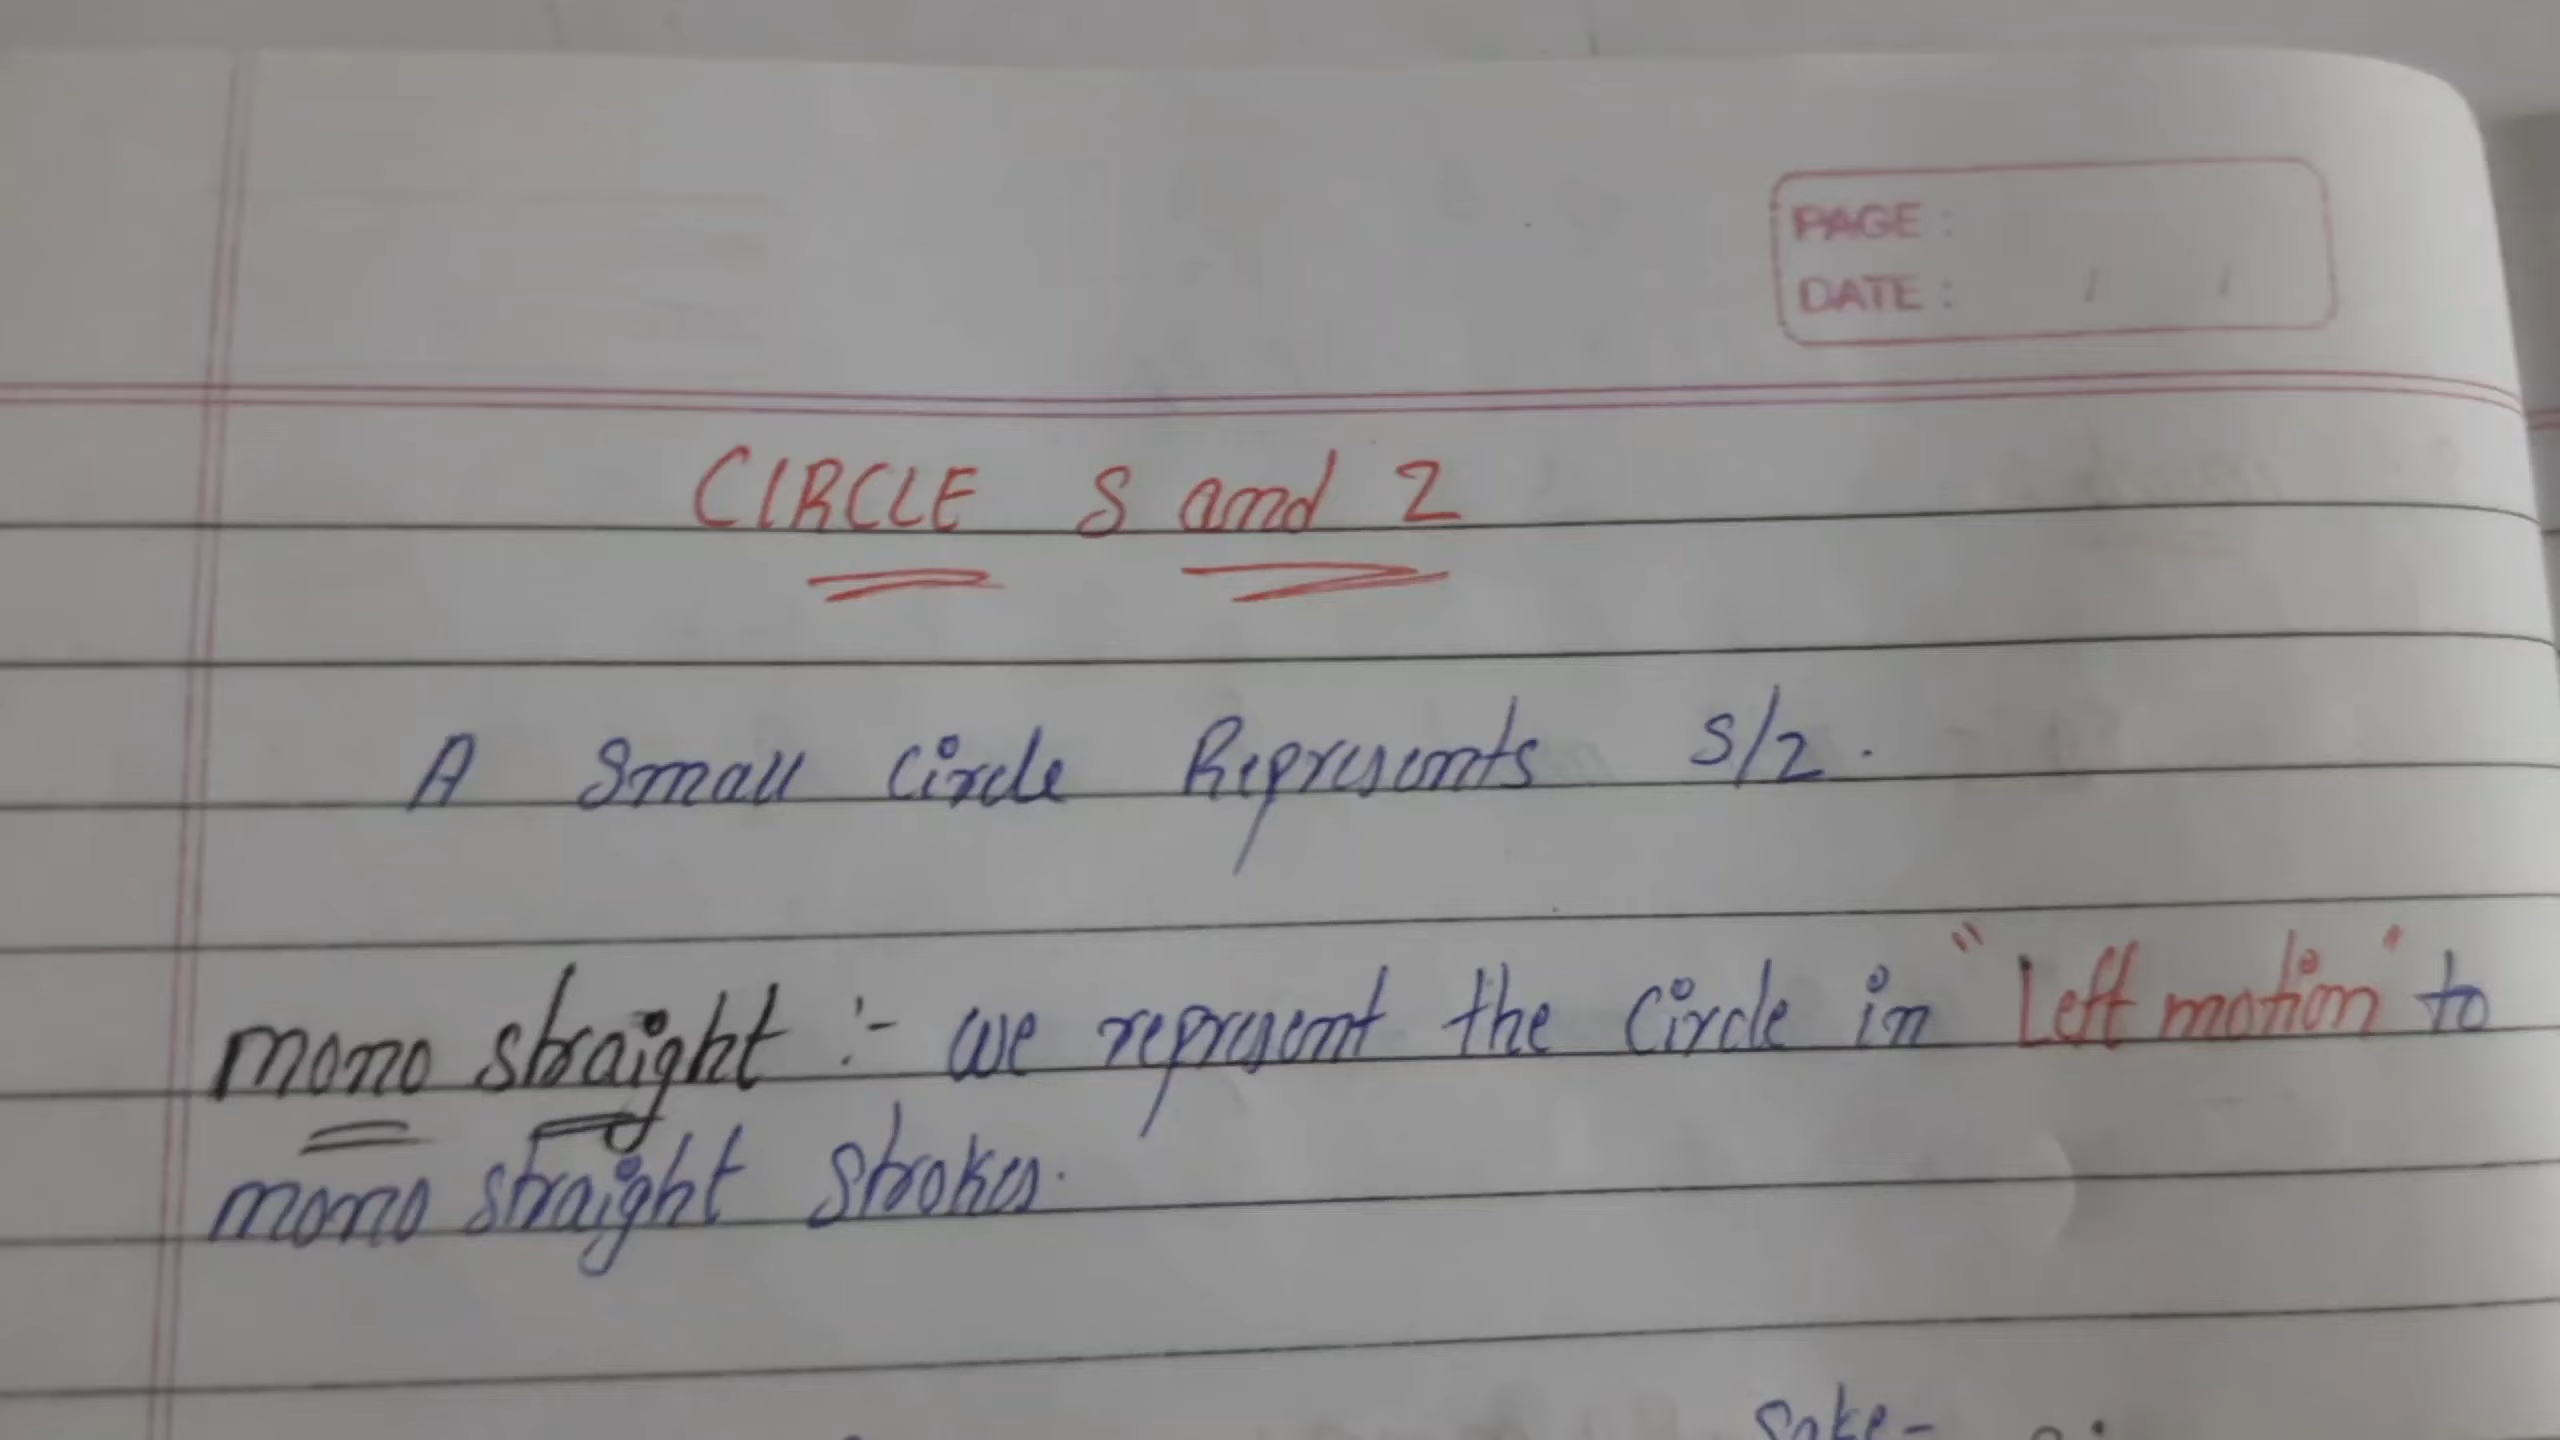 PAGE :
DATE : / /
CIRCLE S and Z
A Small Circle Represents S/Z.
mono straight :- we represent the Circle in "Left motion" to
mono straight strokes.
Sake-